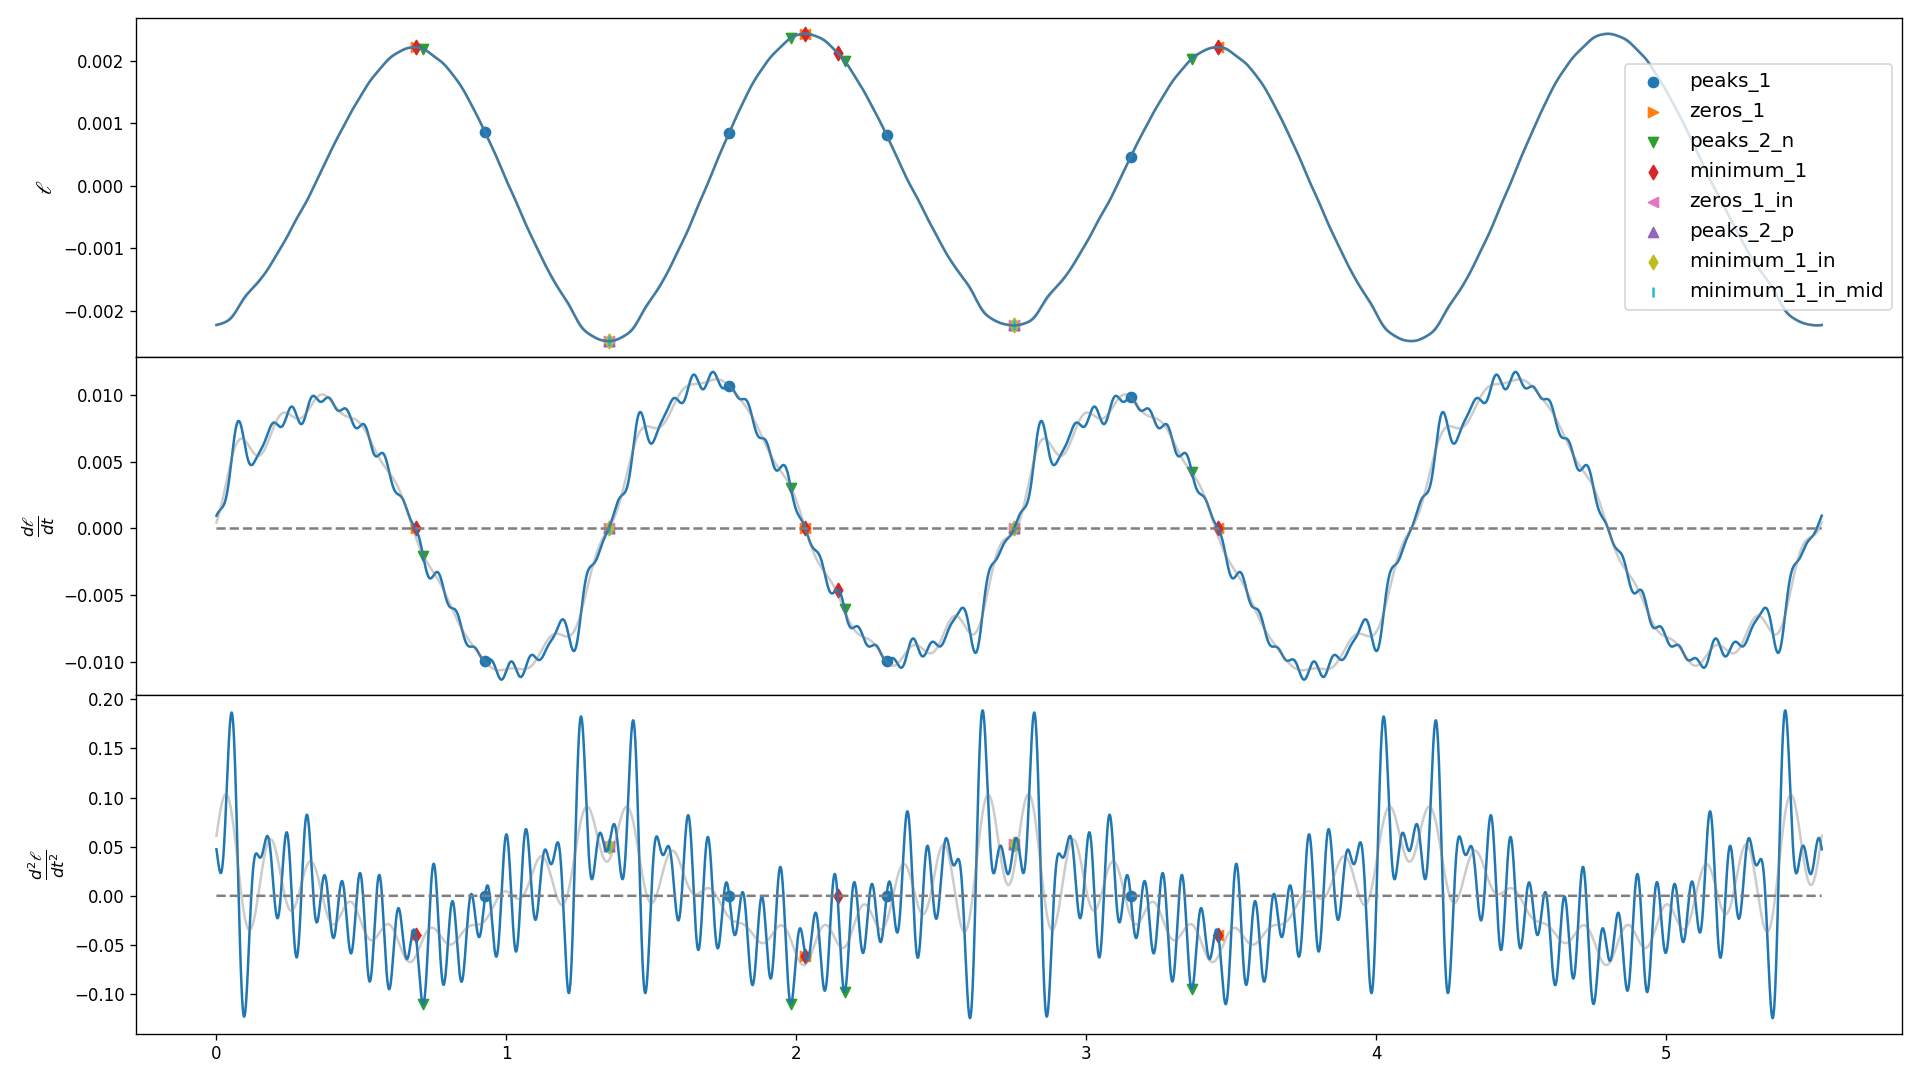 0.002
0.001
0.000
−0.001
−0.002
ℓ
peaks_1
zeros_1
peaks_2_n
minimum_1
zeros_1_in
peaks_2_p
minimum_1_in
minimum_1_in_mid
0.010
0.005
0.000
−0.005
−0.010
dℓ
dt
0.20
0.15
0.10
0.05
0.00
−0.05
−0.10
d²ℓ
dt²
0 1 2 3 4 5